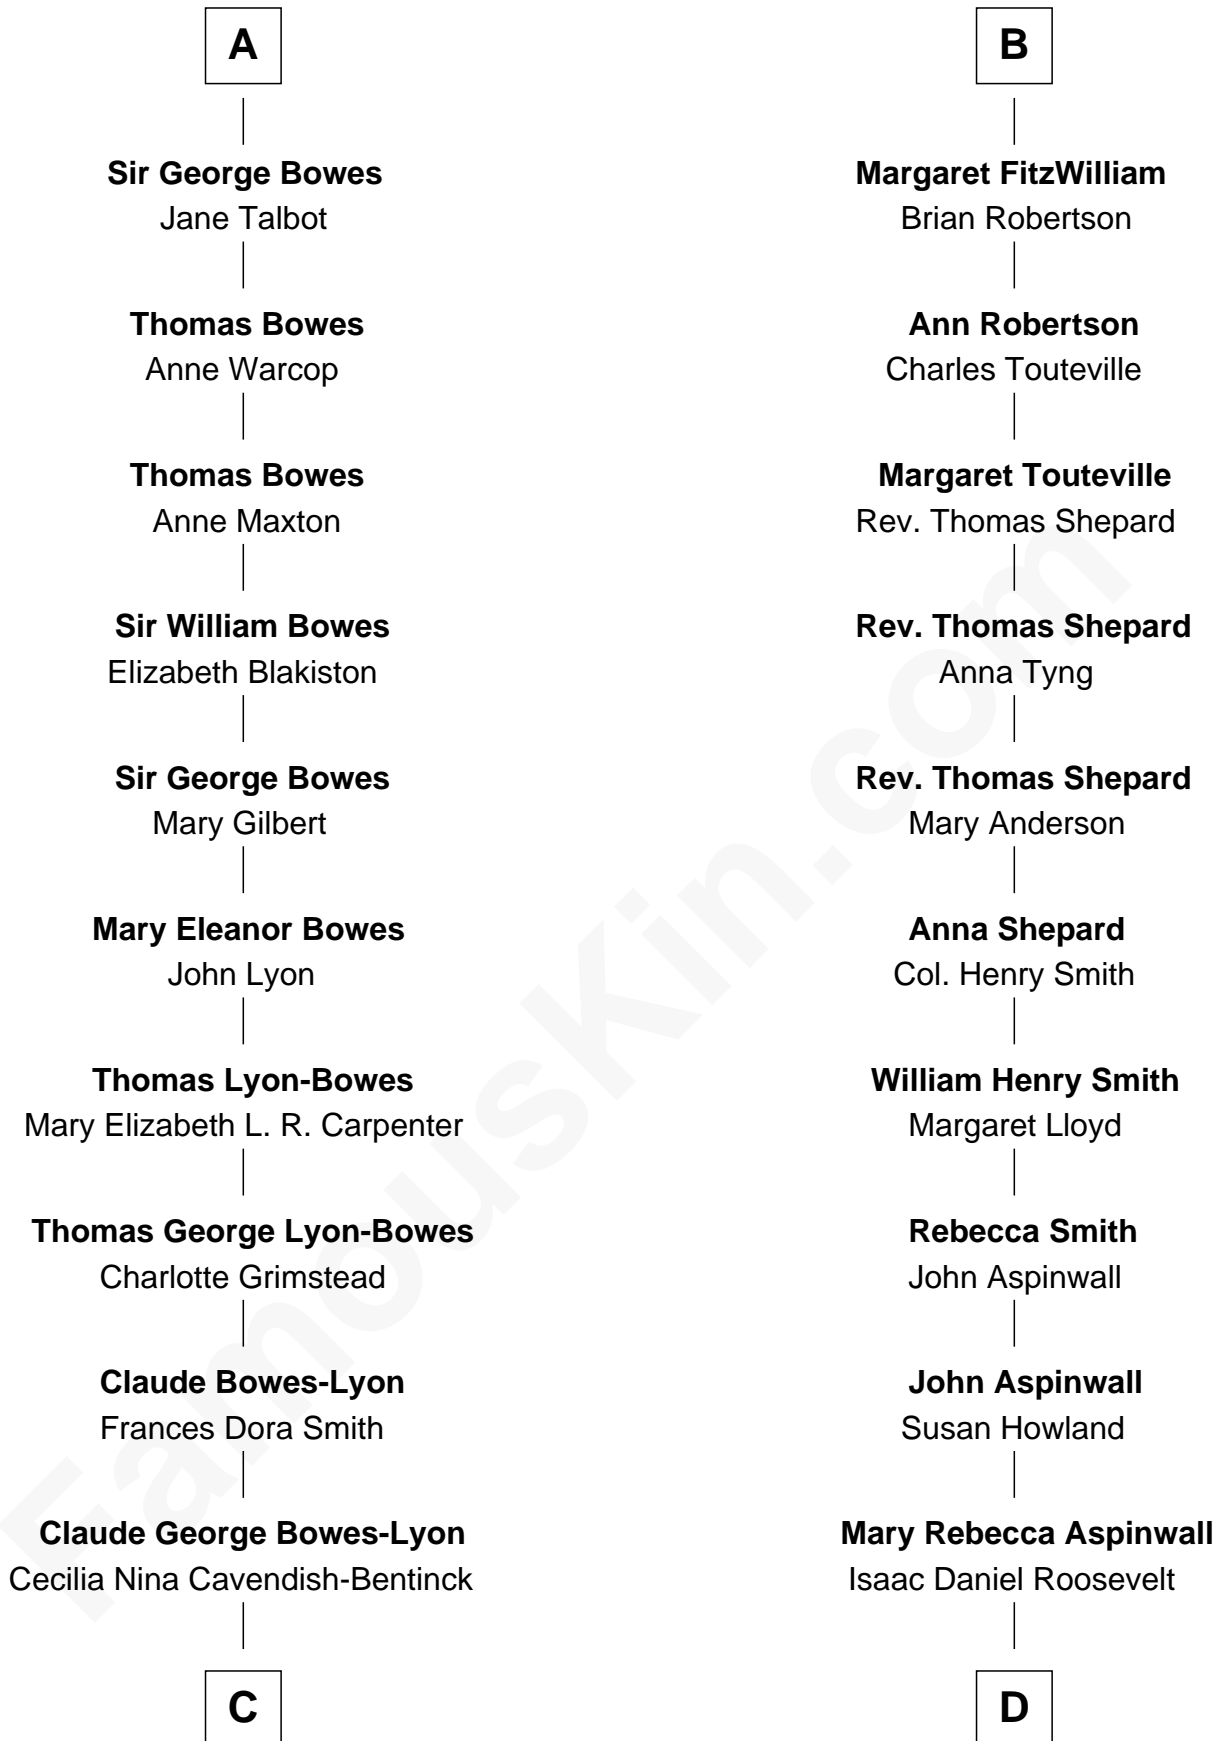 A
Sir George Bowes
Jane Talbot
Thomas Bowes
Anne Warcop
Thomas Bowes
Anne Maxton
Sir William Bowes
Elizabeth Blakiston
Sir George Bowes
Mary Gilbert
Mary Eleanor Bowes
John Lyon
Thomas Lyon-Bowes
Mary Elizabeth L. R. Carpenter
Thomas George Lyon-Bowes
Charlotte Grimstead
Claude Bowes-Lyon
Frances Dora Smith
Claude George Bowes-Lyon
Cecilia Nina Cavendish-Bentinck
C
B
Margaret FitzWilliam
Brian Robertson
Ann Robertson
Charles Touteville
Margaret Touteville
Rev. Thomas Shepard
Rev. Thomas Shepard
Anna Tyng
Rev. Thomas Shepard
Mary Anderson
Anna Shepard
Col. Henry Smith
William Henry Smith
Margaret Lloyd
Rebecca Smith
John Aspinwall
John Aspinwall
Susan Howland
Mary Rebecca Aspinwall
Isaac Daniel Roosevelt
D
FamousKin.com